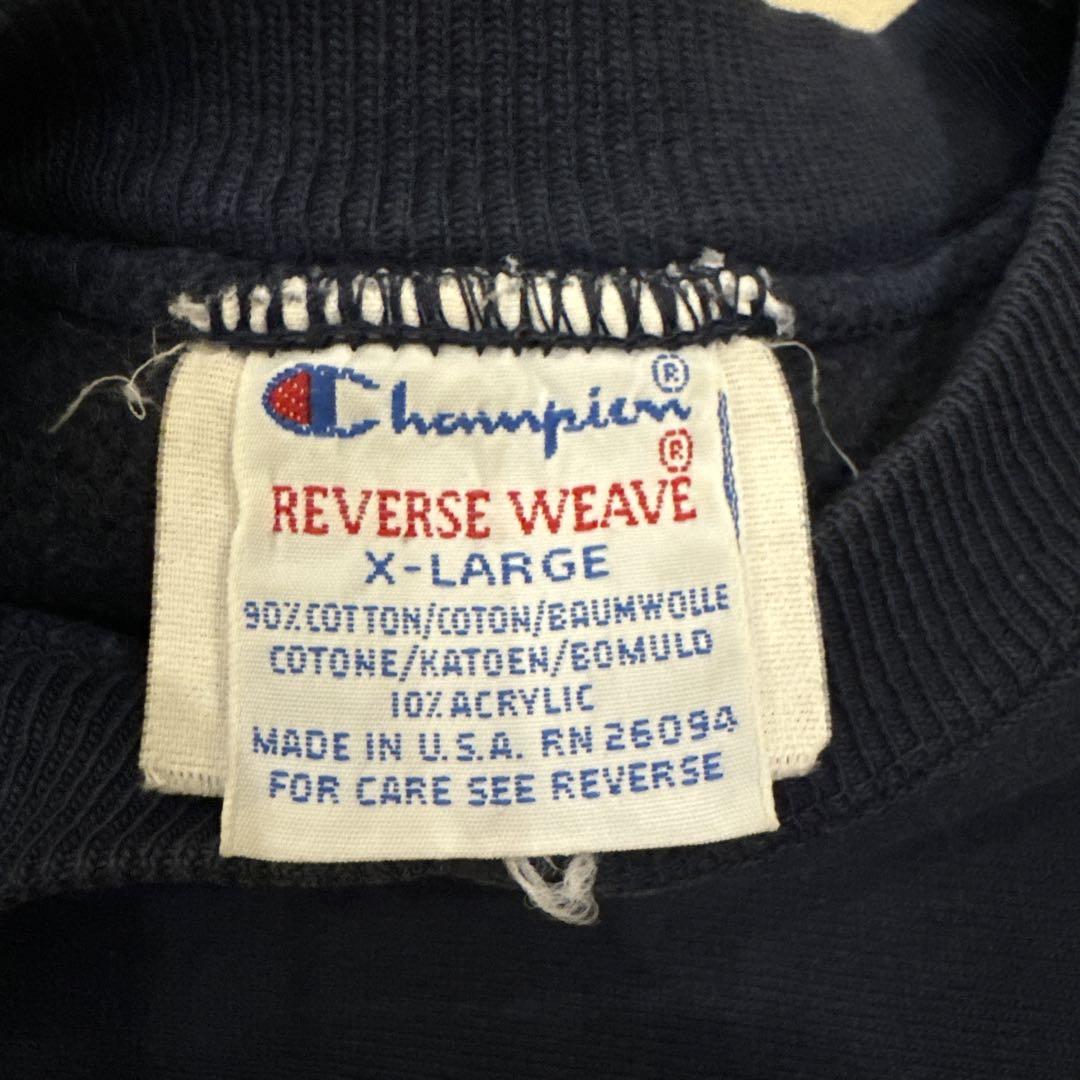 Champion®
REVERSE WEAVE®
X-LARGE
90% COTTON/COTON/BAUMWOLLE
COTONE/KATOEN/BOMULD
10% ACRYLIC
MADE IN U.S.A. RN 26094
FOR CARE SEE REVERSE